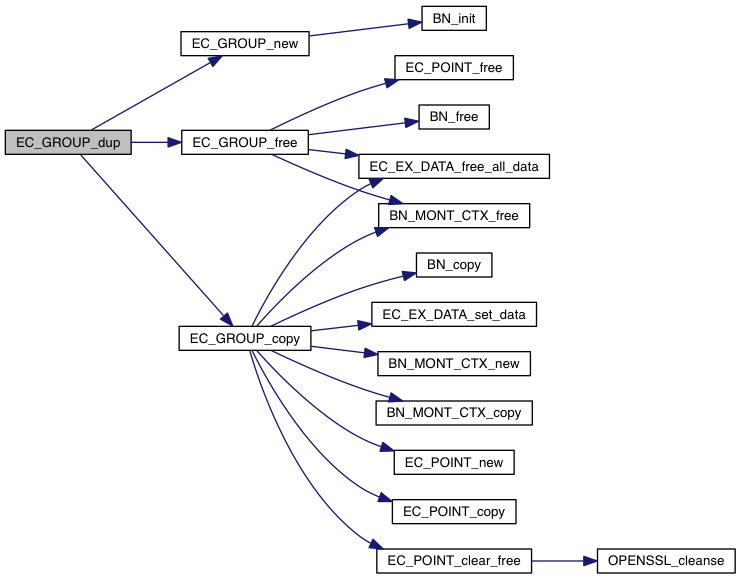 BN_init
EC_GROUP_new
EC_POINT_free
BN_free
EC_GROUP_dup
EC_GROUP_free
EC_EX_DATA_free_all_data
BN_MONT_CTX_free
BN_copy
EC_EX_DATA_set_data
EC_GROUP_copy
BN_MONT_CTX_new
BN_MONT_CTX_copy
EC_POINT_new
EC_POINT_copy
EC_POINT_clear_free
OPENSSL_cleanse